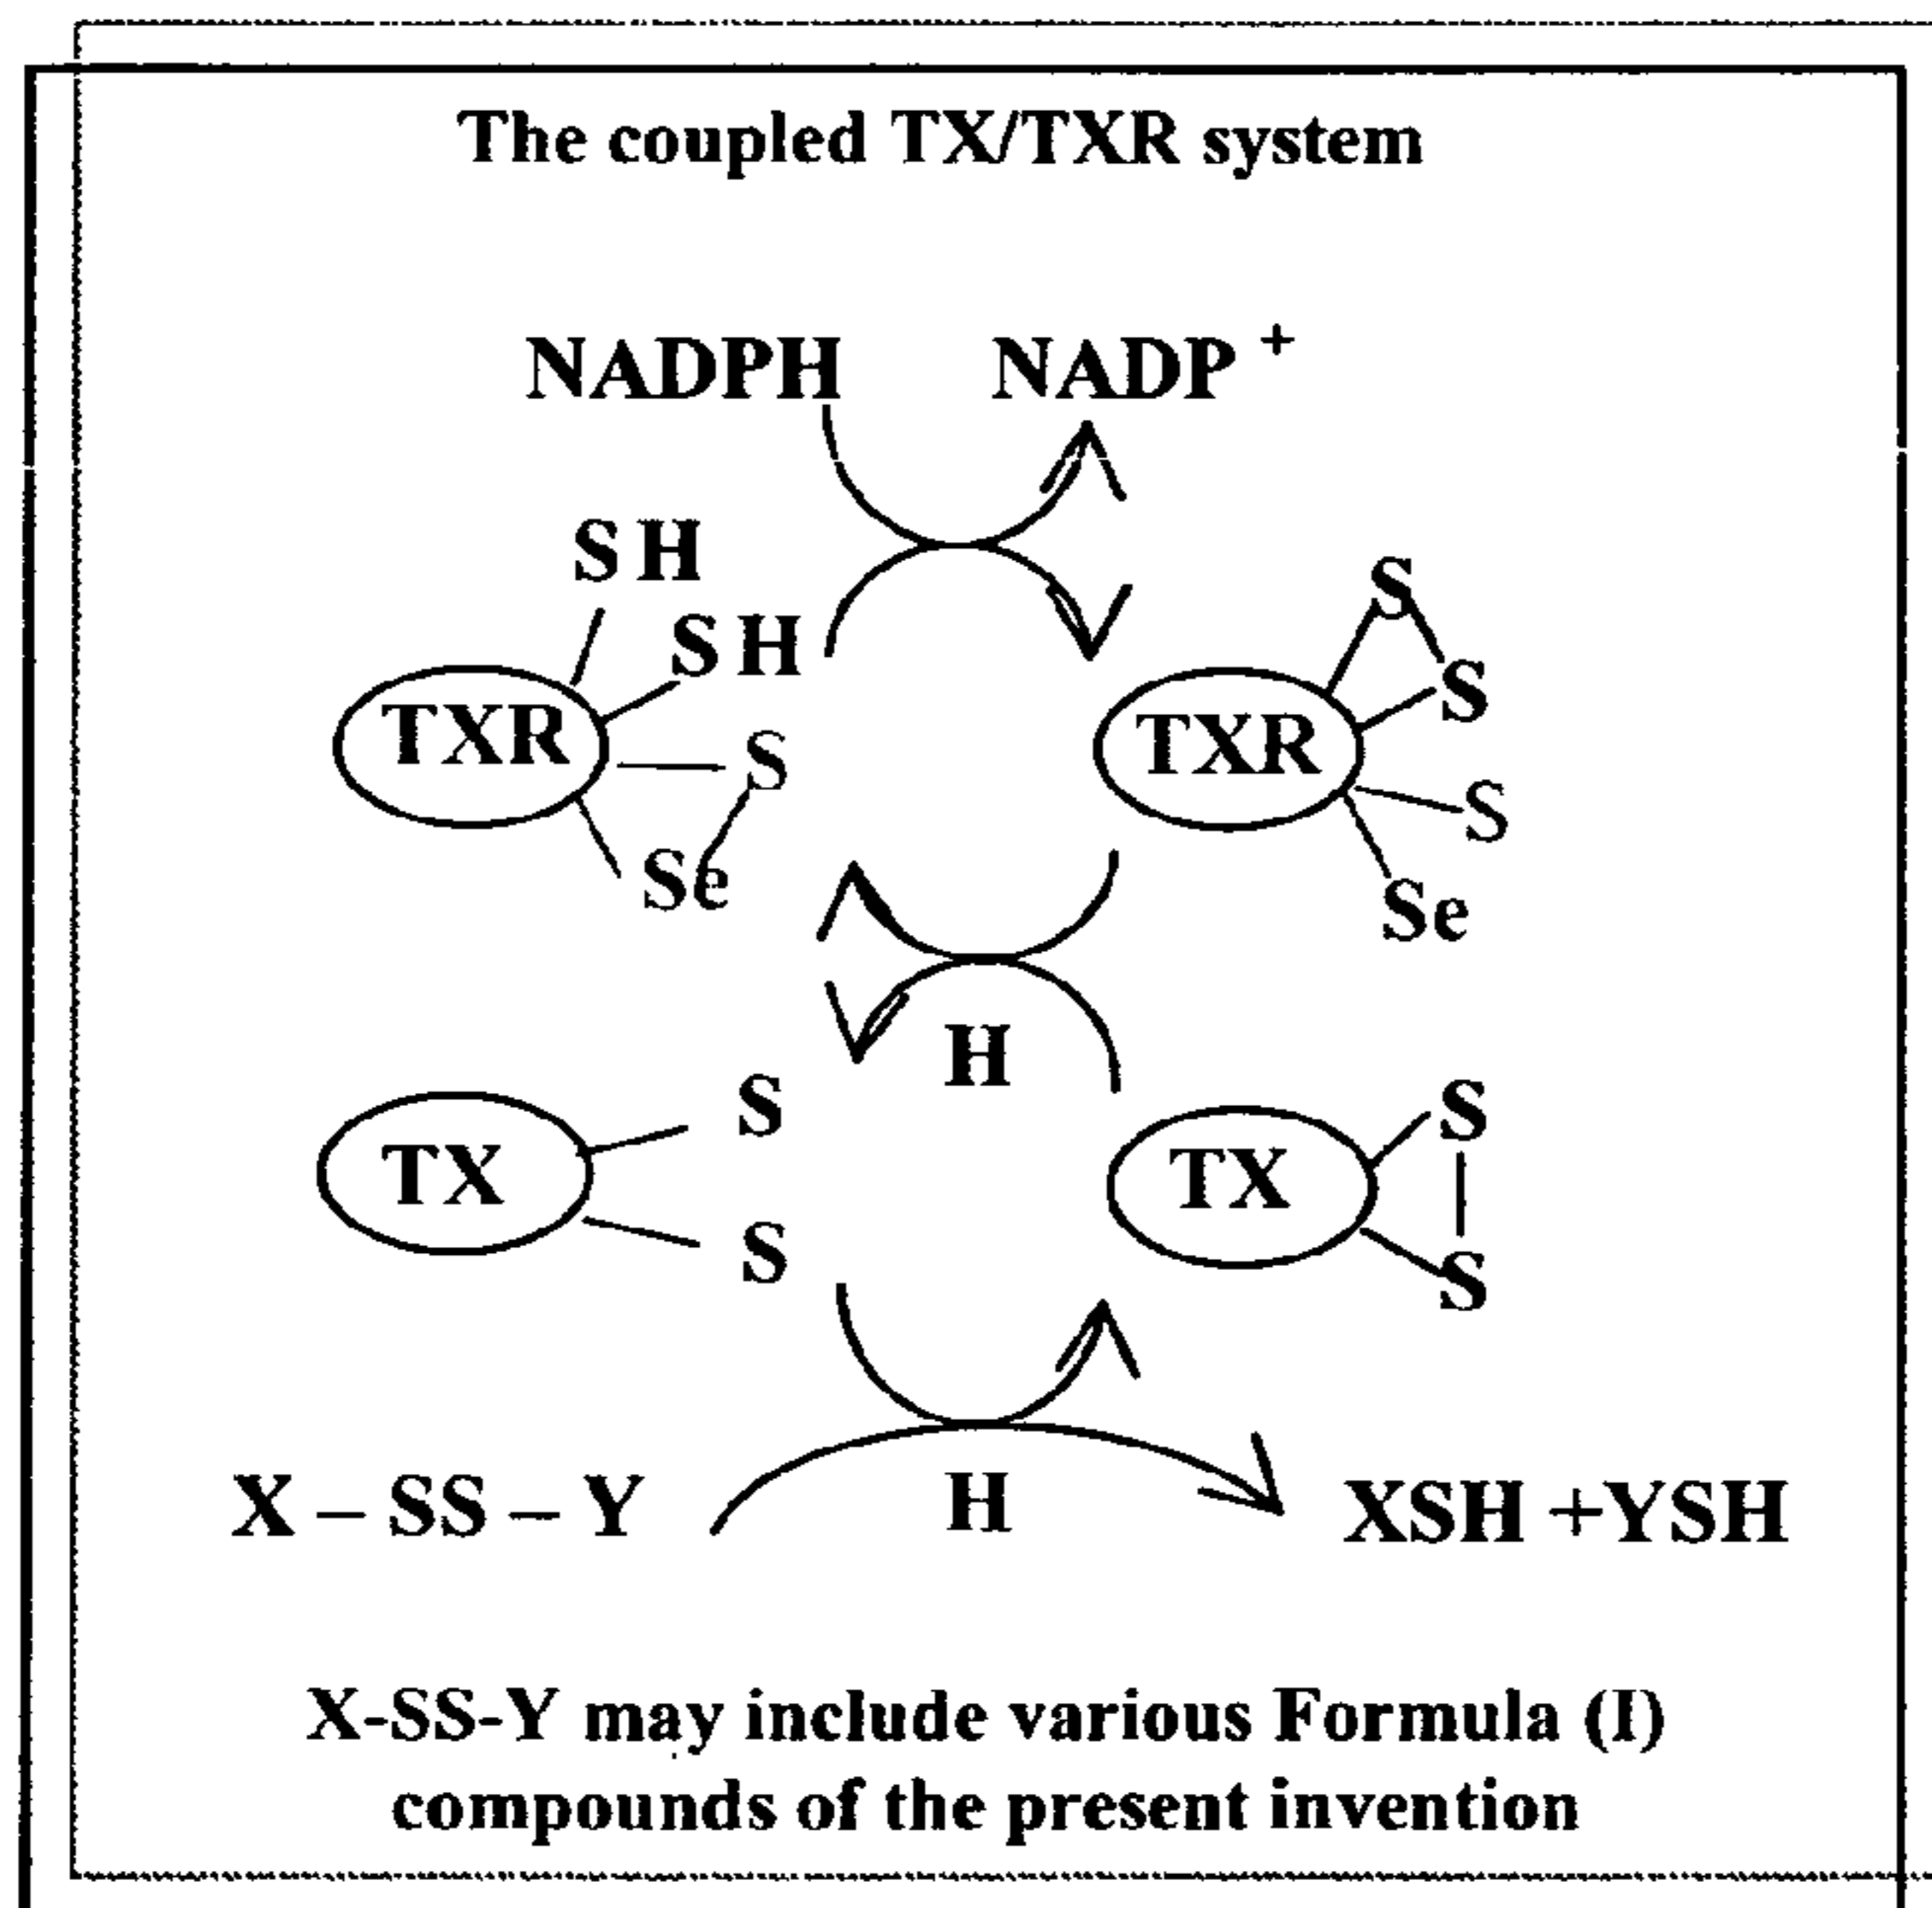 The coupled TX/TXR system
NADPH NADP +
SH
S
SH
S
TXR
TXR
S
S
Se
Se
H
S
S
TX
TX
S
S
X – SS – Y
H
XSH +YSH
X-SS-Y may include various Formula (I)
compounds of the present invention